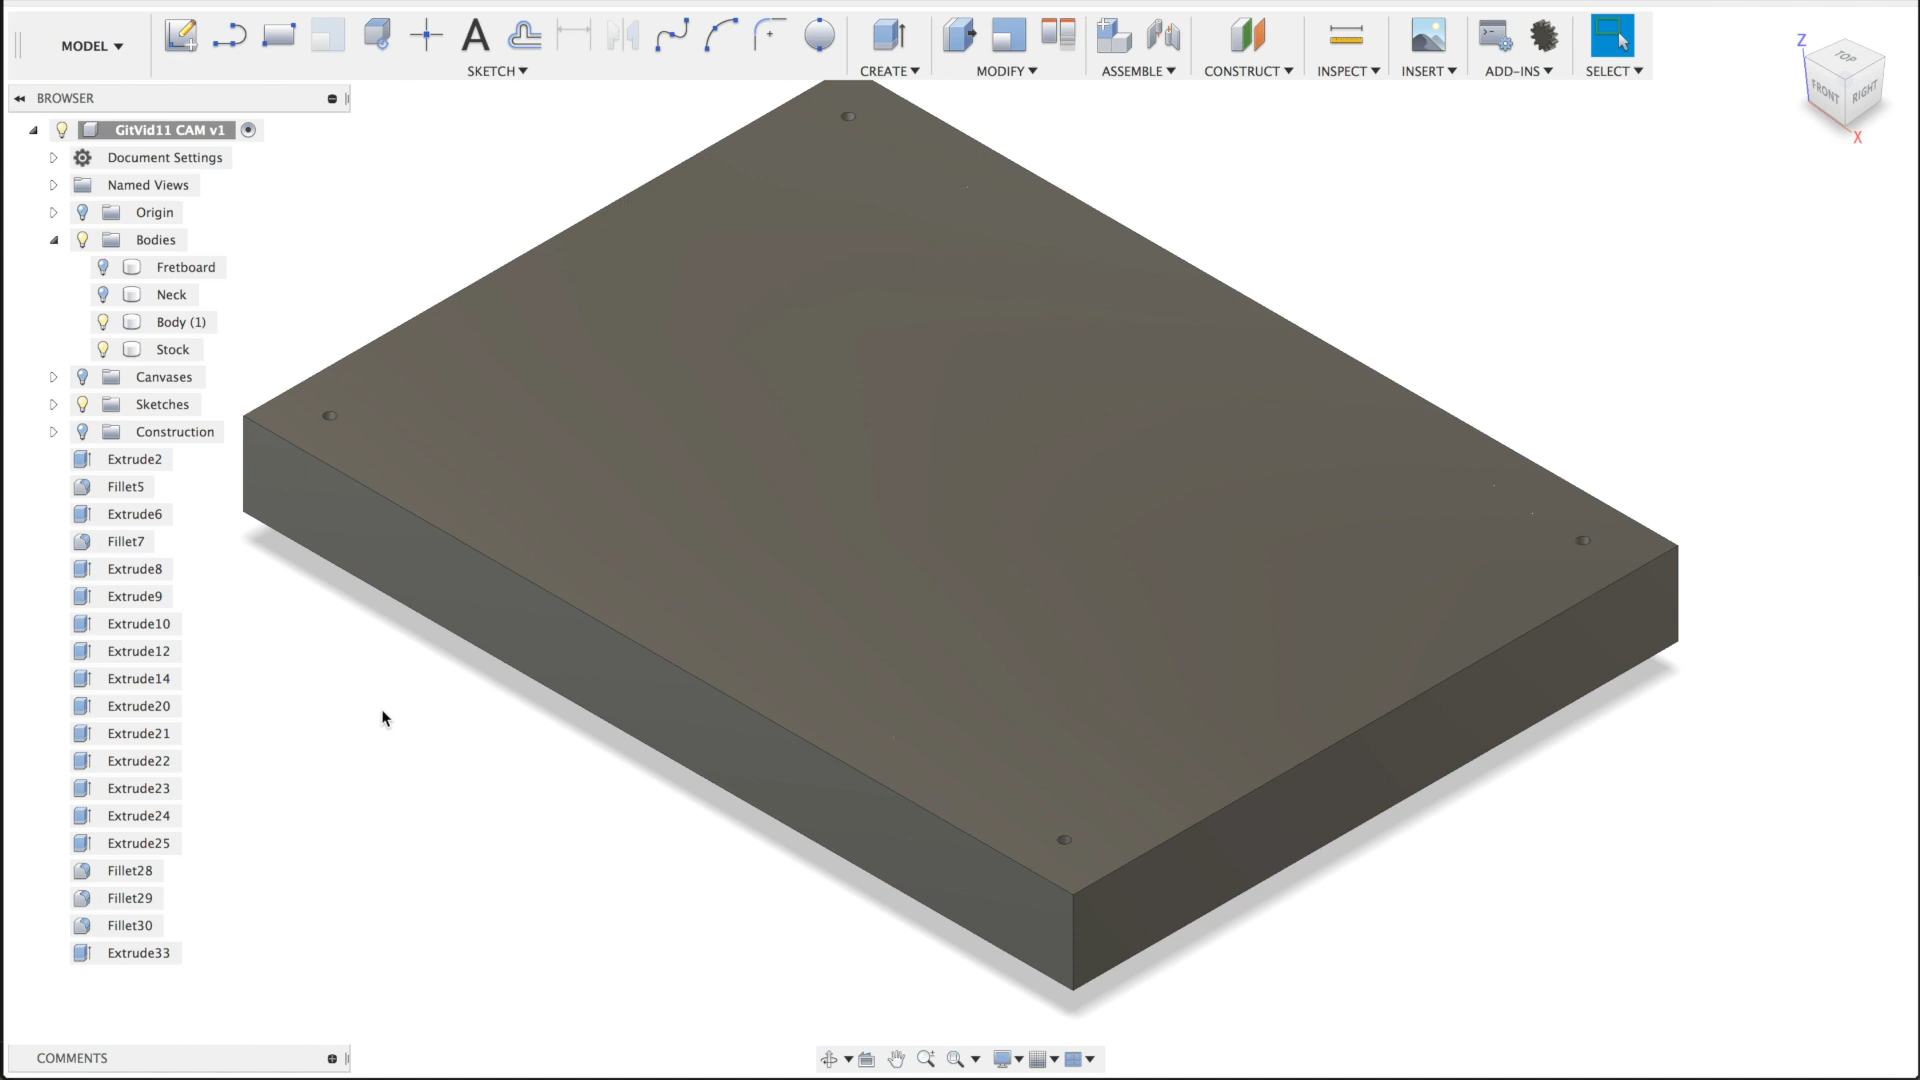 MODEL
A
SKETCH
CREATE
MODIFY
ASSEMBLE
CONSTRUCT
INSPECT
INSERT
ADD-INS
SELECT
Z
TOP
FRONT
RIGHT
X
BROWSER
GitVid11 CAM v1
Document Settings
Named Views
Origin
Bodies
Fretboard
Neck
Body (1)
Stock
Canvases
Sketches
Construction
Extrude2
Fillet5
Extrude6
Fillet7
Extrude8
Extrude9
Extrude10
Extrude12
Extrude14
Extrude20
Extrude21
Extrude22
Extrude23
Extrude24
Extrude25
Fillet28
Fillet29
Fillet30
Extrude33
COMMENTS